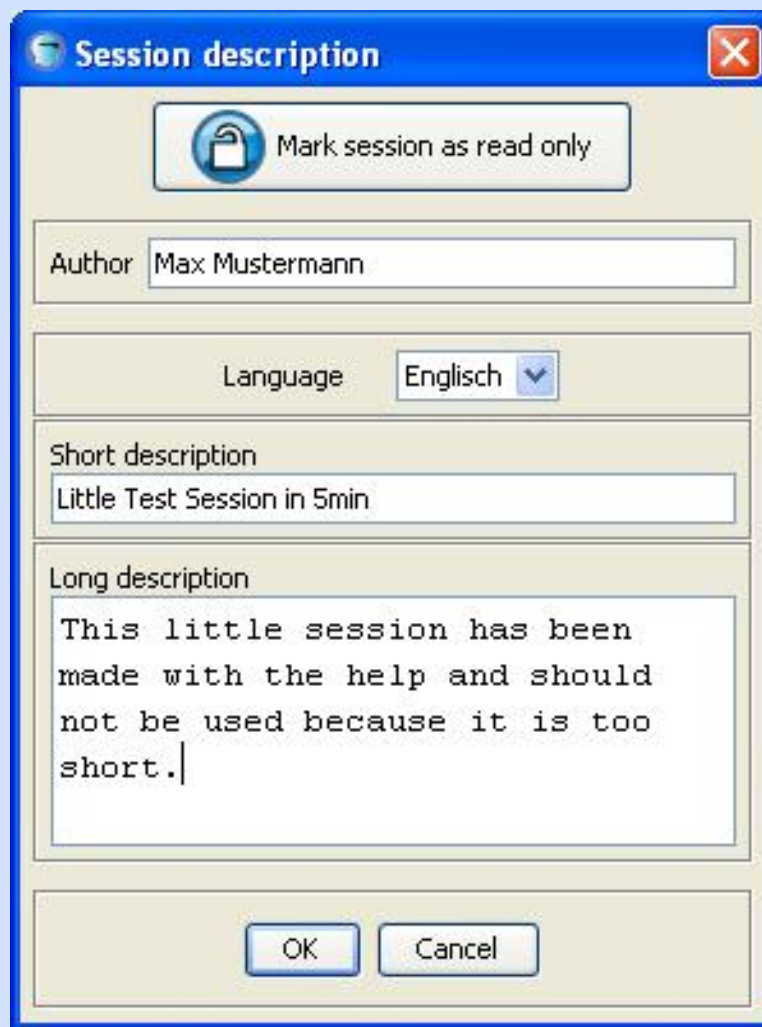 Session description
Mark session as read only
Author Max Mustermann
Language Englisch
Short description
Little Test Session in 5min
Long description
This little session has been
made with the help and should
not be used because it is too
short.
OK Cancel